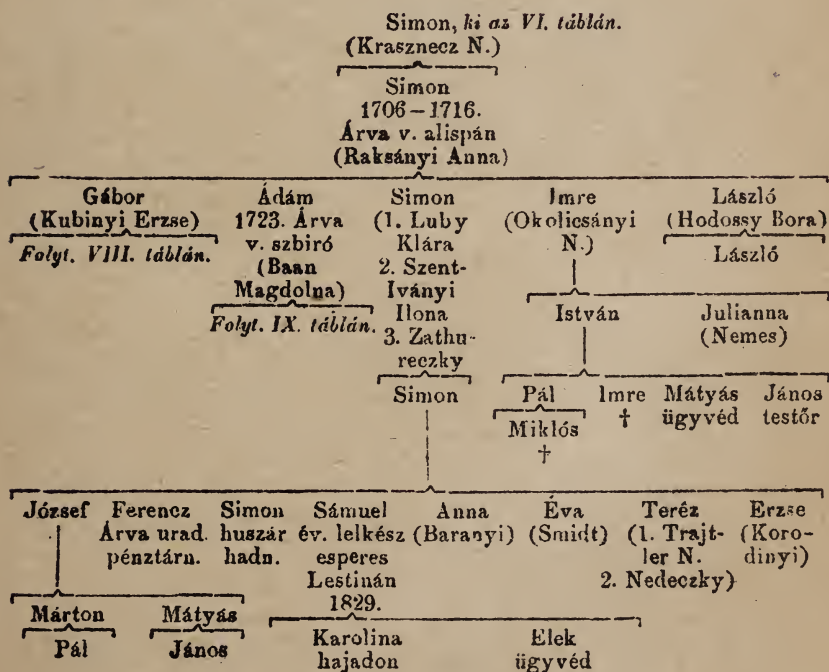 Simon, ki az VI. táblán.
(Krasznecz N.)
Simon
1706–1716.
Árva v. alispán
(Raksányi Anna)
Gábor
(Kubinyi Erzse)
Folyt. VIII. táblán.
Ádám
1723. Árva
v. szbiró
(Baan
Magdolna)
Folyt. IX. táblán.
Simon
(1. Luby
Klára
2. Szent-
Iványi
Ilona
3. Zathu-
reczky
Simon
Imre
(Okolicsányi
N.)
László
(Hodossy Bora)
László
István
Julianna
(Nemes)
Pál
Miklós
†
Imre
†
Mátyás
ügyvéd
János
testőr
József
Ferencz
Árva urad.
pénztárn.
Simon
huszár
hadn.
Sámuel
év. lelkész
esperes
Lestinán
1829.
Anna
(Baranyi)
Éva
(Smidt)
Teréz
(1. Trajt-
ler N.
2. Nedeczky)
Erzse
(Koro-
dinyi)
Márton
Pál
Mátyás
János
Karolina
hajadon
Elek
ügyvéd